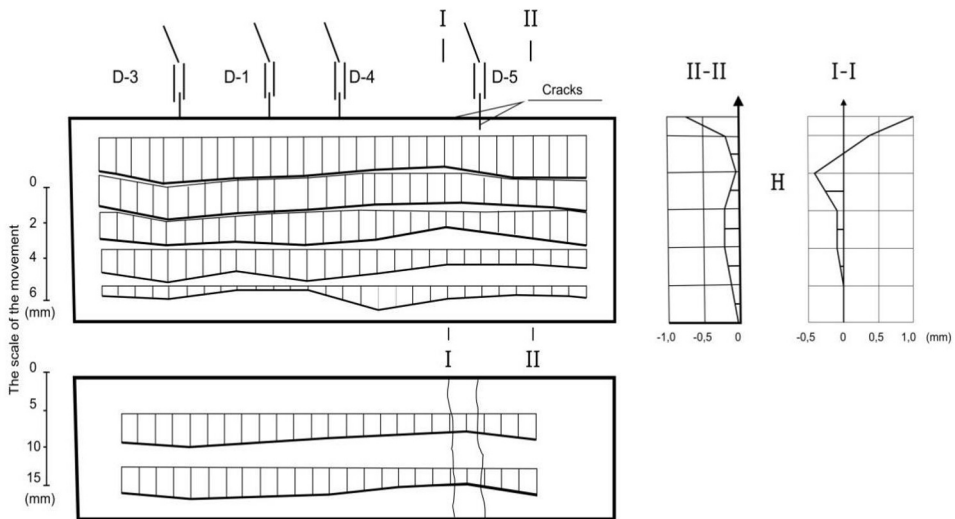 I II
D-3 D-1 D-4 D-5
Cracks
II-II I-I
H
0
2
4
6
(mm)
-1,0 -0,5 0
-0,5 0 0,5 1,0 (mm)
The scale of the movement
I II
0
5
10
15
(mm)